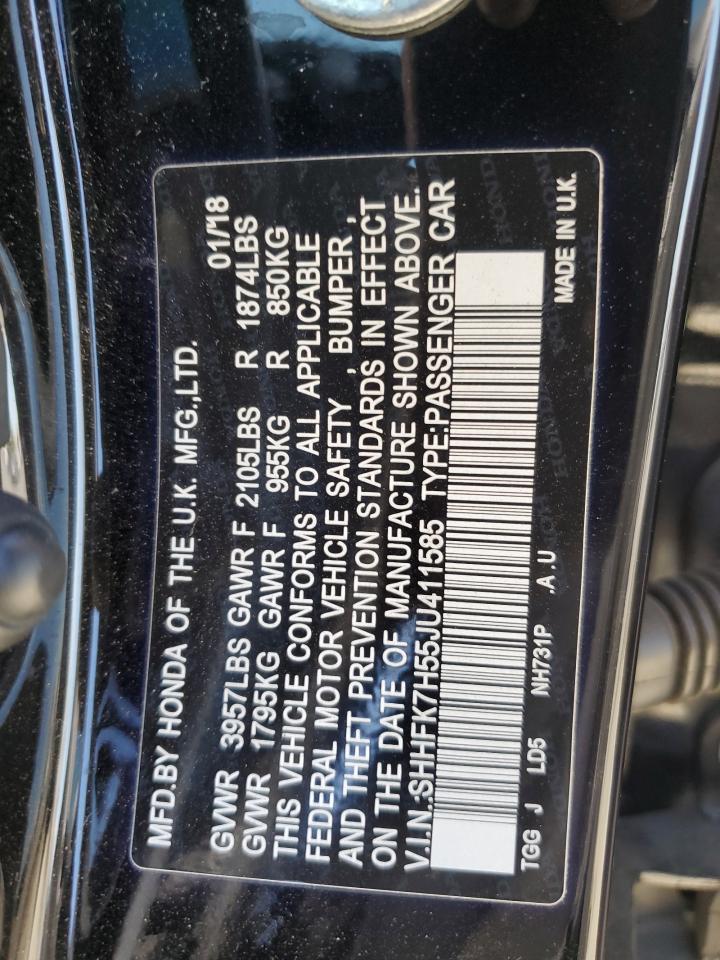 MFD.BY HONDA OF THE U.K. MFG.,LTD. 01/18
GVWR 3957LBS GAWR F 2105LBS R 1874LBS
GVWR 1795KG GAWR F 955KG R 850KG
THIS VEHICLE CONFORMS TO ALL APPLICABLE
FEDERAL MOTOR VEHICLE SAFETY , BUMPER ,
AND THEFT PREVENTION STANDARDS IN EFFECT
ON THE DATE OF MANUFACTURE SHOWN ABOVE.
V.I.N.:SHHFK7H55JU411585 TYPE:PASSENGER CAR
TGG J LD5 NH731P .A .U MADE IN U.K.